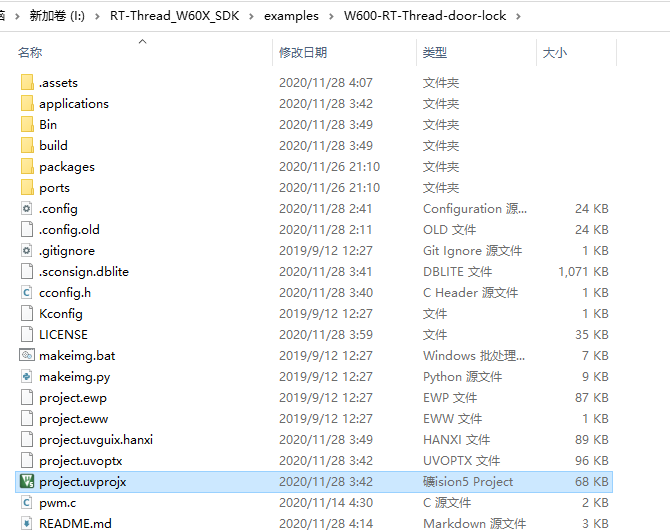 新加卷 (I:) › RT-Thread_W60X_SDK › examples › W600-RT-Thread-door-lock ›
名称 修改日期 类型 大小
.assets 2020/11/28 4:07 文件夹
applications 2020/11/28 3:42 文件夹
Bin 2020/11/28 3:49 文件夹
build 2020/11/28 3:49 文件夹
packages 2020/11/26 21:10 文件夹
ports 2020/11/26 21:10 文件夹
.config 2020/11/28 2:41 Configuration 源... 24 KB
.config.old 2020/11/28 2:11 OLD 文件 24 KB
.gitignore 2019/9/12 12:27 Git Ignore 源文件 1 KB
.sconsign.dblite 2020/11/28 3:41 DBLITE 文件 1,071 KB
cconfig.h 2020/11/28 3:40 C Header 源文件 1 KB
Kconfig 2019/9/12 12:27 文件 1 KB
LICENSE 2020/11/28 3:59 文件 35 KB
makeimg.bat 2019/9/12 12:27 Windows 批处理... 7 KB
makeimg.py 2019/9/12 12:27 Python 源文件 9 KB
project.ewp 2019/9/12 12:27 EWP 文件 87 KB
project.eww 2019/9/12 12:27 EWW 文件 1 KB
project.uvguix.hanxi 2020/11/28 3:49 HANXI 文件 89 KB
project.uvoptx 2020/11/28 3:42 UVOPTX 文件 96 KB
project.uvprojx 2020/11/28 3:42 礦ision5 Project 68 KB
pwm.c 2020/11/14 4:30 C 源文件 2 KB
README.md 2020/11/28 4:14 Markdown 源文件 3 KB